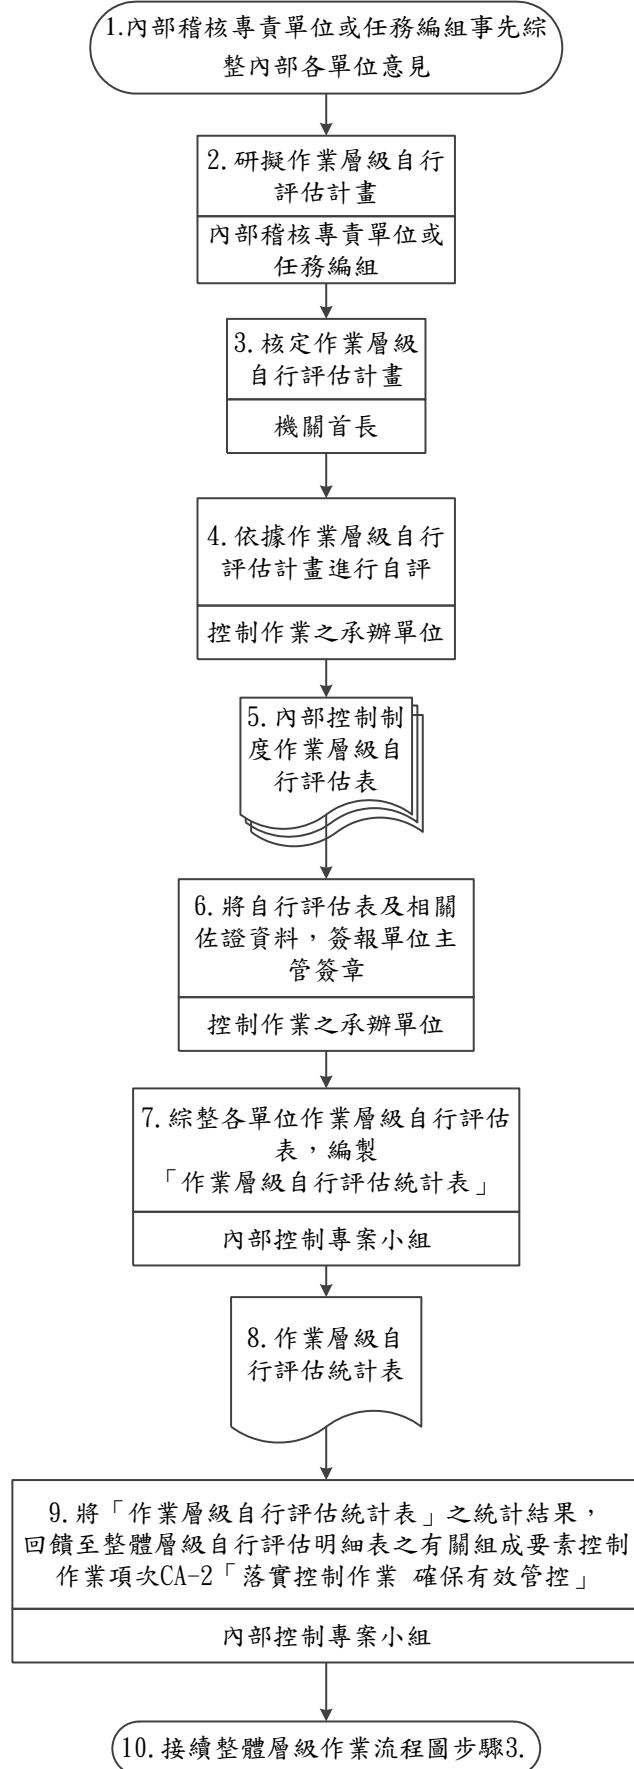 1.內部稽核專責單位或任務編組事先綜
整內部各單位意見
2.研擬作業層級自行
評估計畫
內部稽核專責單位或
任務編組
3.核定作業層級
自行評估計畫
機關首長
4.依據作業層級自行
評估計畫進行自評
控制作業之承辦單位
5.內部控制制
度作業層級自
行評估表
6.將自行評估表及相關
佐證資料，簽報單位主
管簽章
控制作業之承辦單位
7.綜整各單位作業層級自行評估
表，編製
「作業層級自行評估統計表」
內部控制專案小組
8.作業層級自
行評估統計表
9.將「作業層級自行評估統計表」之統計結果，
回饋至整體層級自行評估明細表之有關組成要素控制
作業項次CA-2「落實控制作業 確保有效管控」
內部控制專案小組
10.接續整體層級作業流程圖步驟3.